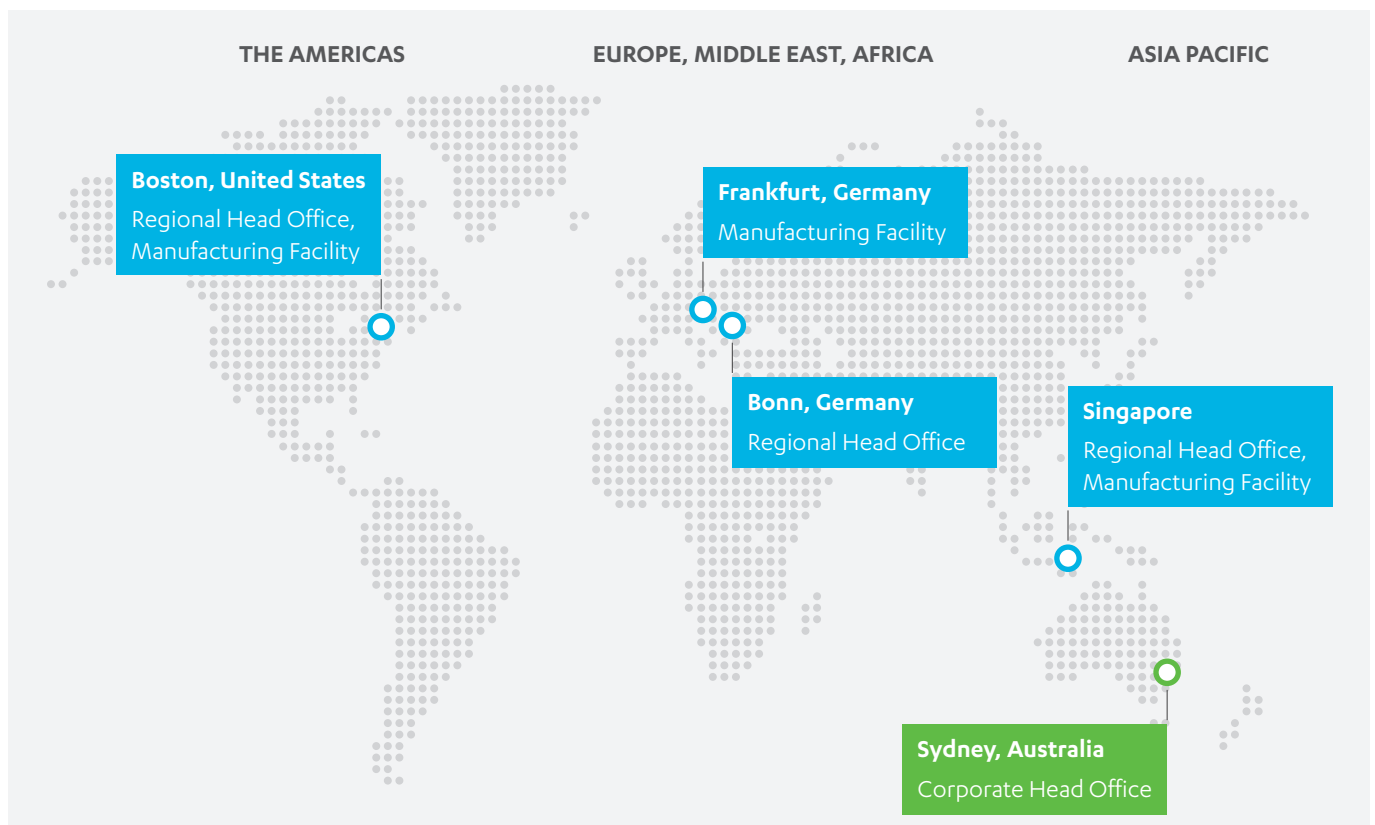 THE AMERICAS
EUROPE, MIDDLE EAST, AFRICA
ASIA PACIFIC
Boston, United States
Regional Head Office,
Manufacturing Facility
Frankfurt, Germany
Manufacturing Facility
Bonn, Germany
Regional Head Office
Singapore
Regional Head Office,
Manufacturing Facility
Sydney, Australia
Corporate Head Office